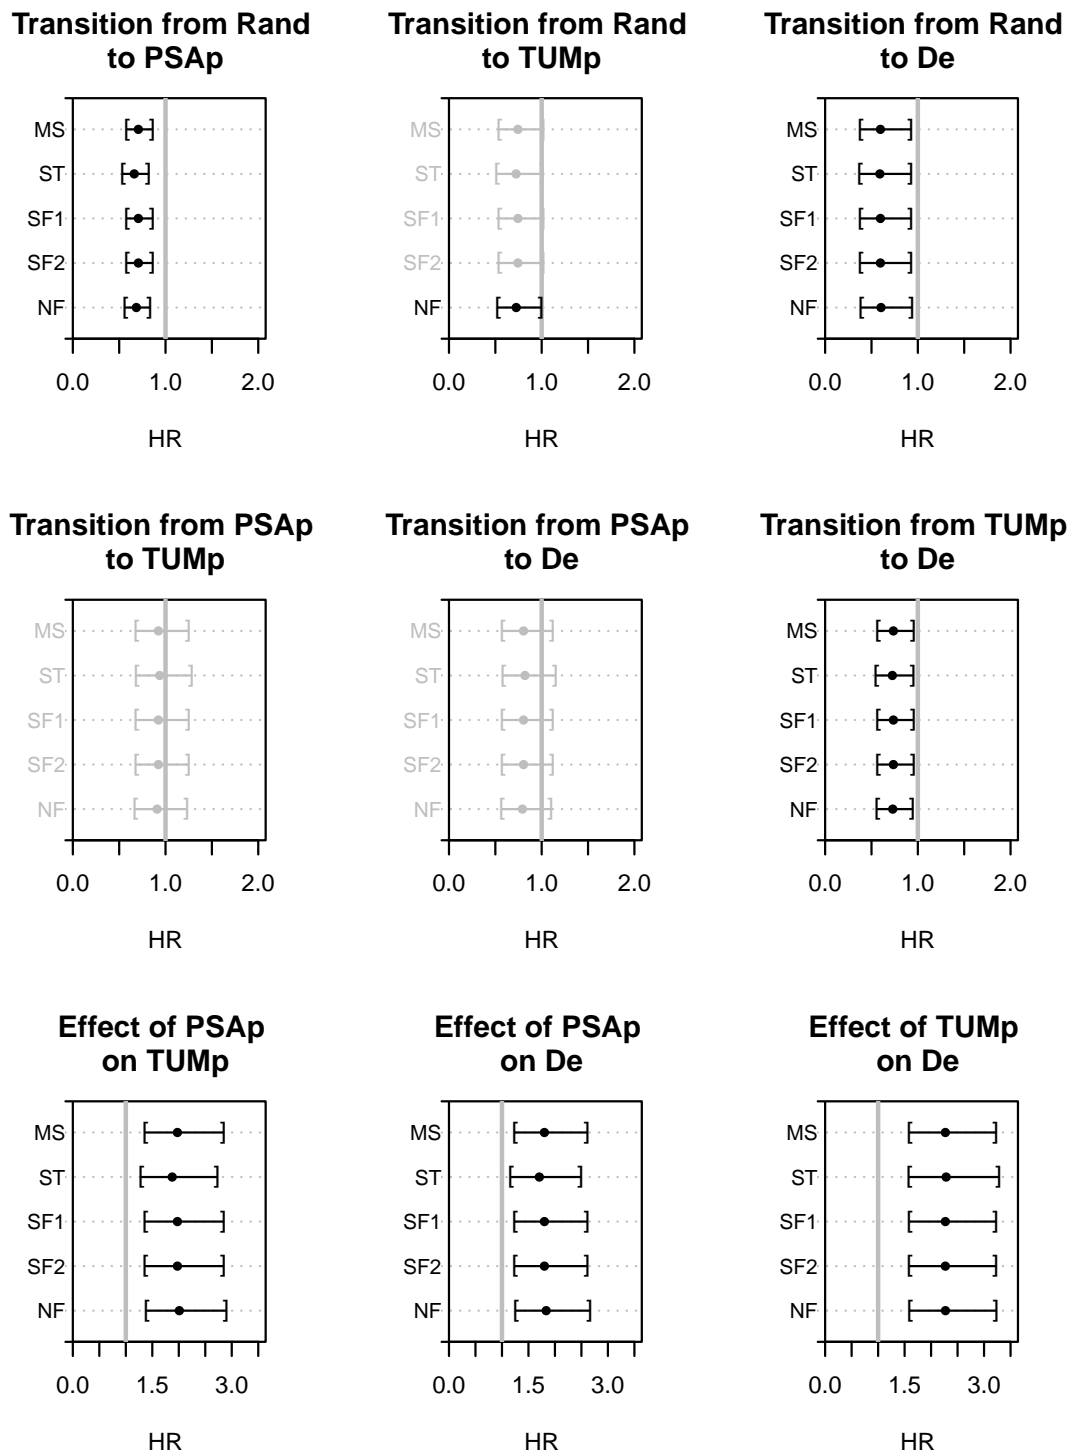 Transition from Rand
to PSAp
MS
ST
SF1
SF2
NF
0.0 1.0 2.0
HR
Transition from Rand
to TUMp
MS
ST
SF1
SF2
NF
0.0 1.0 2.0
HR
Transition from Rand
to De
MS
ST
SF1
SF2
NF
0.0 1.0 2.0
HR
Transition from PSAp
to TUMp
MS
ST
SF1
SF2
NF
0.0 1.0 2.0
HR
Transition from PSAp
to De
MS
ST
SF1
SF2
NF
0.0 1.0 2.0
HR
Transition from TUMp
to De
MS
ST
SF1
SF2
NF
0.0 1.0 2.0
HR
Effect of PSAp
on TUMp
MS
ST
SF1
SF2
NF
0.0 1.5 3.0
HR
Effect of PSAp
on De
MS
ST
SF1
SF2
NF
0.0 1.5 3.0
HR
Effect of TUMp
on De
MS
ST
SF1
SF2
NF
0.0 1.5 3.0
HR